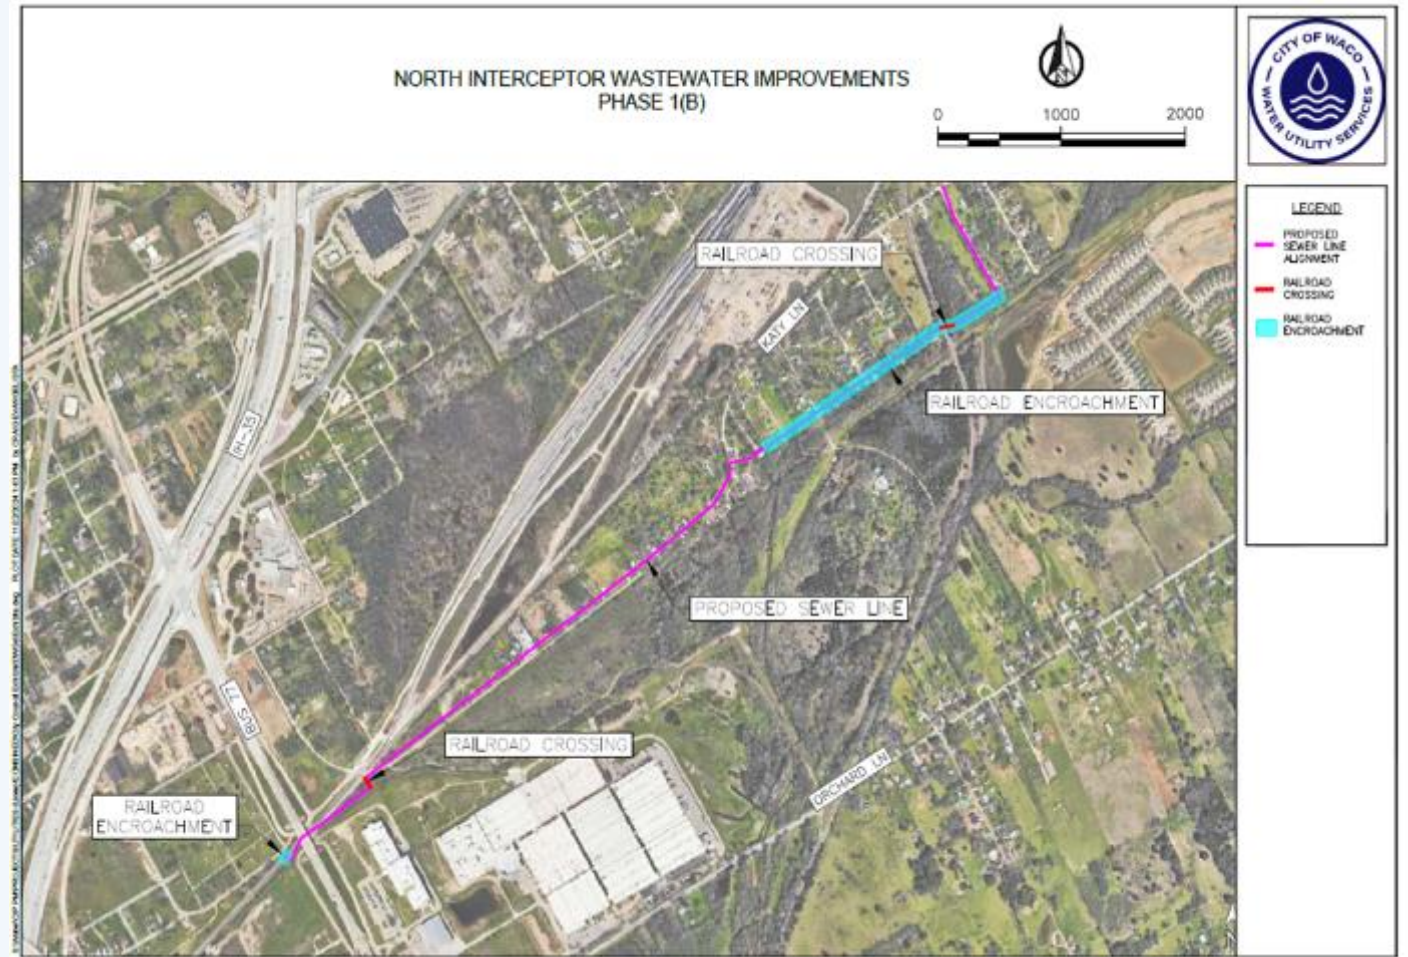 NORTH INTERCEPTOR WASTEWATER IMPROVEMENTS
PHASE 1(B)
N
0 1000 2000
CITY OF WACO
WATER UTILITY SERVICES
LEGEND
PROPOSED
SEWER LINE
ALIGNMENT
RAILROAD
CROSSING
RAILROAD
ENCROACHMENT
RAILROAD CROSSING
KATY LN
RAILROAD ENCROACHMENT
IH-35
PROPOSED SEWER LINE
BUS 77
RAILROAD CROSSING
ORCHARD LN
RAILROAD
ENCROACHMENT